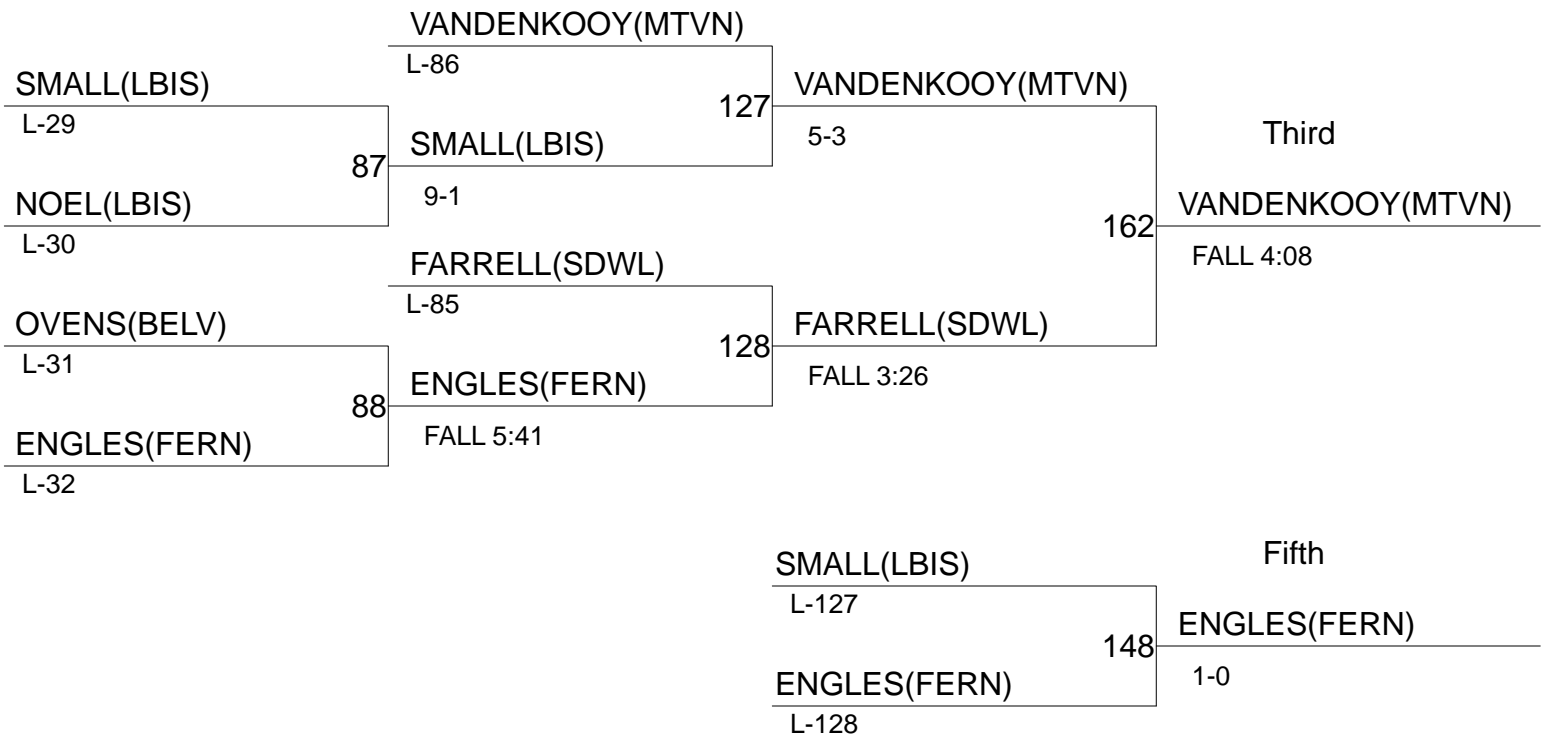 VANDENKOOY(MTVN)
L-86
SMALL(LBIS)
L-29
127
VANDENKOOY(MTVN)
5-3
Third
87
SMALL(LBIS)
9-1
NOEL(LBIS)
L-30
162
VANDENKOOY(MTVN)
FALL 4:08
FARRELL(SDWL)
L-85
OVENS(BELV)
L-31
128
FARRELL(SDWL)
FALL 3:26
88
ENGLES(FERN)
FALL 5:41
ENGLES(FERN)
L-32
SMALL(LBIS)
L-127
Fifth
148
ENGLES(FERN)
1-0
ENGLES(FERN)
L-128